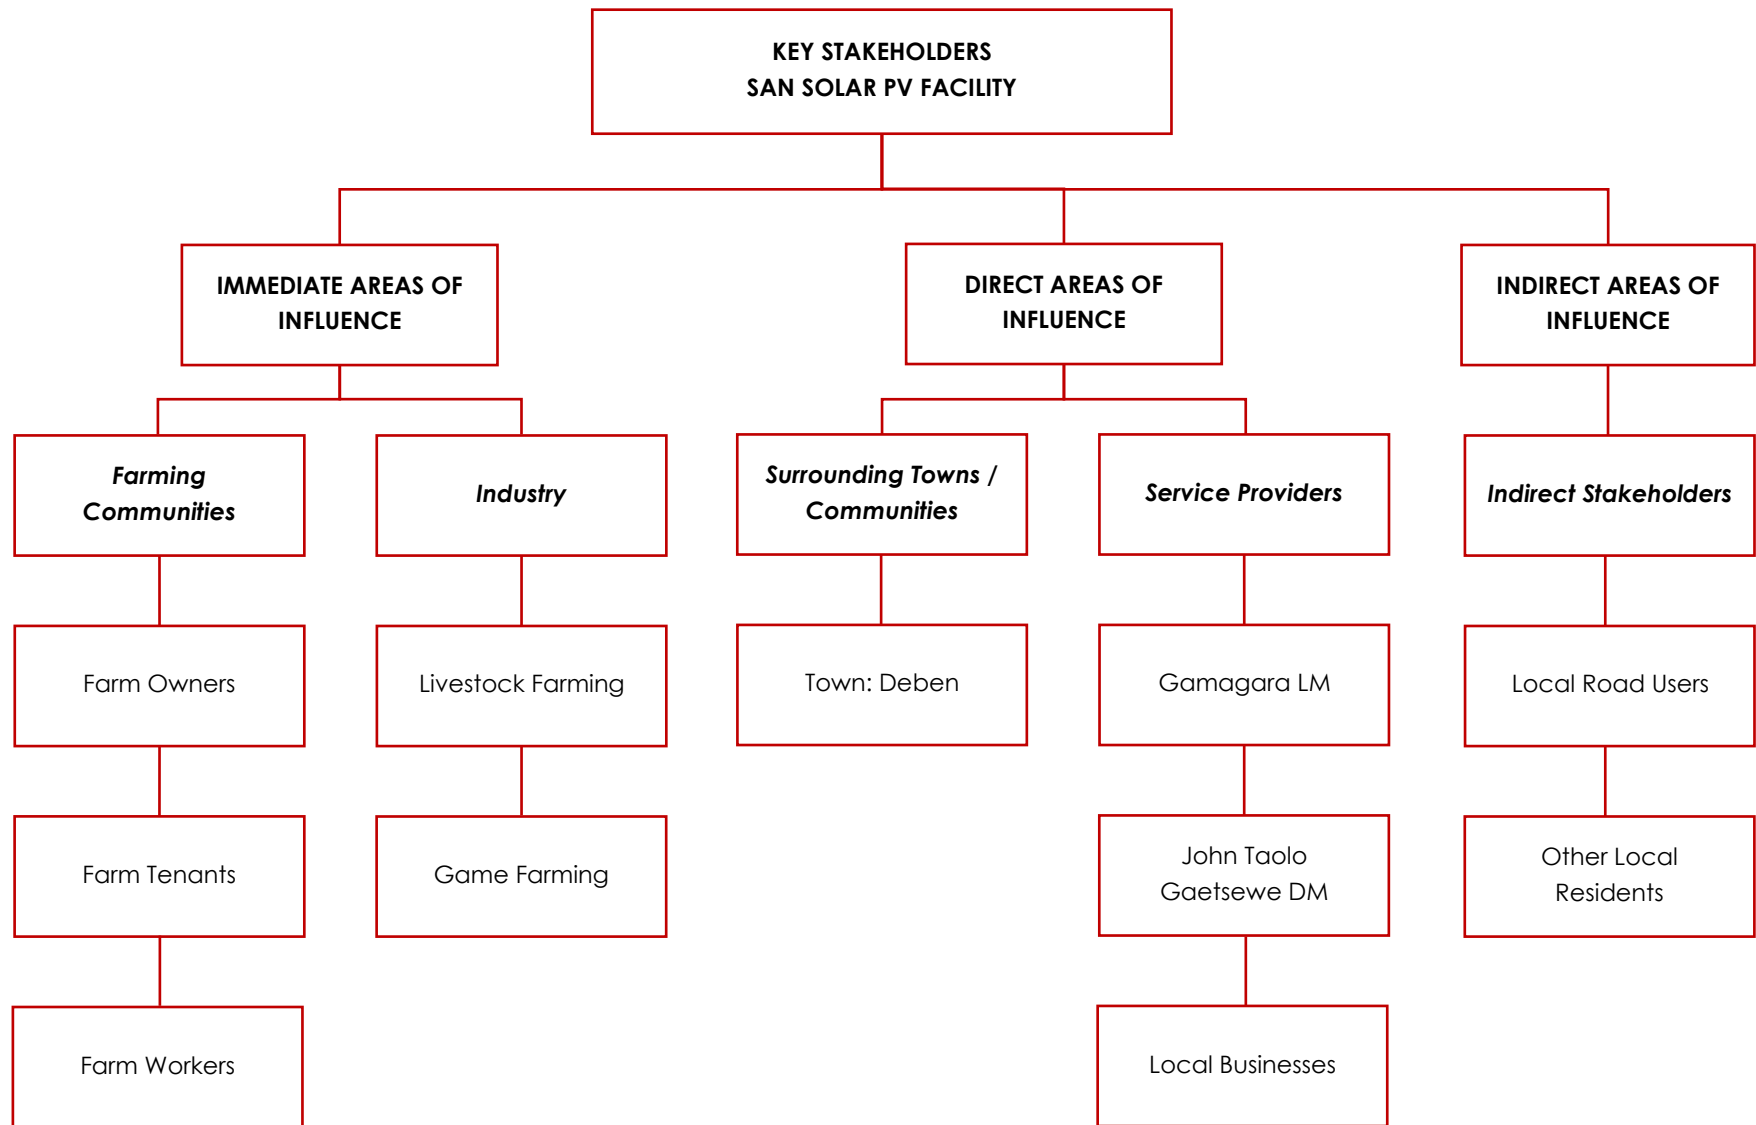 KEY STAKEHOLDERS
SAN SOLAR PV FACILITY
IMMEDIATE AREAS OF
INFLUENCE
DIRECT AREAS OF
INFLUENCE
INDIRECT AREAS OF
INFLUENCE
Farming
Communities
Industry
Surrounding Towns /
Communities
Service Providers
Indirect Stakeholders
Farm Owners
Livestock Farming
Town: Deben
Gamagara LM
Local Road Users
Farm Tenants
Game Farming
John Taolo
Gaetsewe DM
Other Local
Residents
Farm Workers
Local Businesses